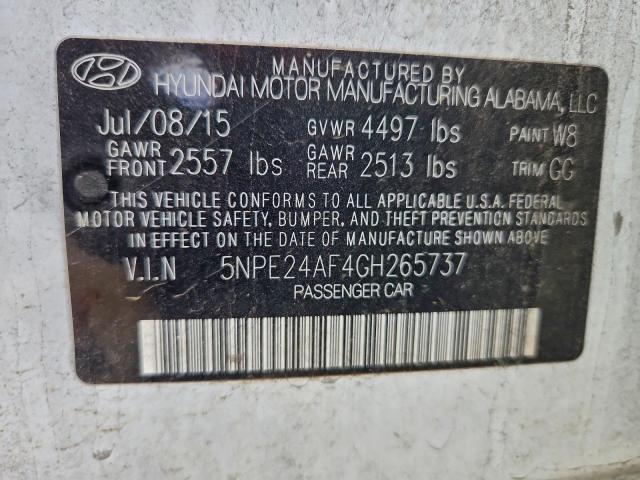 MANUFACTURED BY
HYUNDAI MOTOR MANUFACTURING ALABAMA, LLC
Jul/08/15 GVWR 4497 lbs PAINT W8
GAWR FRONT 2557 lbs GAWR REAR 2513 lbs TRIM GG
THIS VEHICLE CONFORMS TO ALL APPLICABLE U.S.A. FEDERAL
MOTOR VEHICLE SAFETY, BUMPER, AND THEFT PREVENTION STANDARDS
IN EFFECT ON THE DATE OF MANUFACTURE SHOWN ABOVE.
V.I.N 5NPE24AF4GH265737
PASSENGER CAR